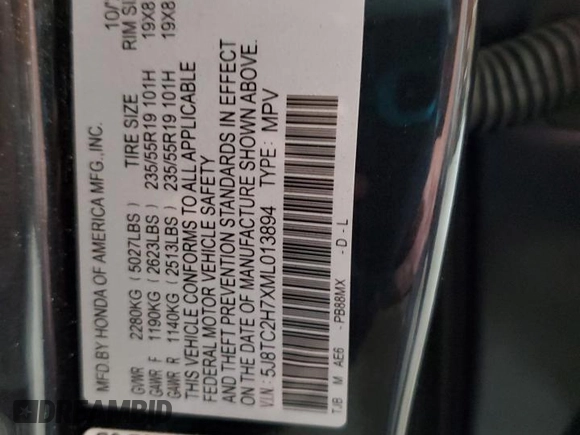 MFD.BY HONDA OF AMERICA MFG.,INC. 10/
GVWR 2280KG (5027LBS) TIRE SIZE RIM SI
GAWR F 1190KG (2623LBS) 235/55R19 101H 19X8
GAWR R 1140KG (2513LBS) 235/55R19 101H 19X8
THIS VEHICLE CONFORMS TO ALL APPLICABLE
FEDERAL MOTOR VEHICLE SAFETY
AND THEFT PREVENTION STANDARDS IN EFFECT
ON THE DATE OF MANUFACTURE SHOWN ABOVE.
V.I.N.: 5J8TC2H7XML013894 TYPE: MPV
TJB M AE6 - PB88MX - D - L
DREAMBID